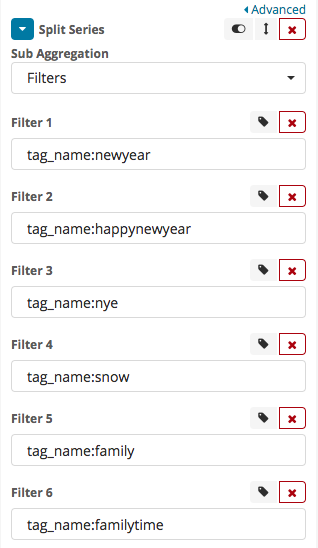 Advanced
Split Series
Sub Aggregation
Filters
Filter 1
tag_name:newyear
Filter 2
tag_name:happynewyear
Filter 3
tag_name:nye
Filter 4
tag_name:snow
Filter 5
tag_name:family
Filter 6
tag_name:familytime